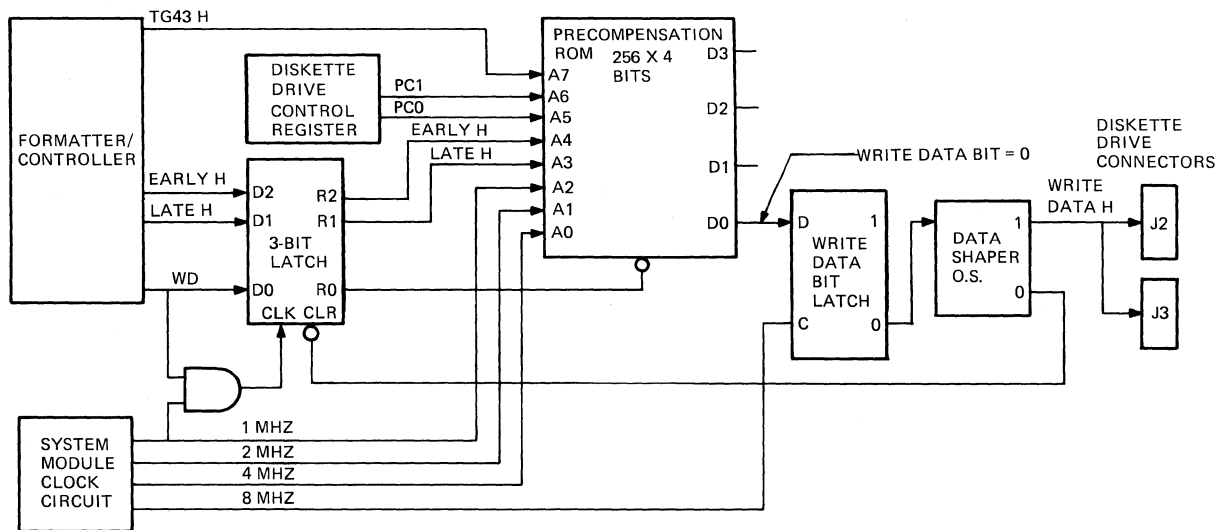 TG43 H
FORMATTER/
CONTROLLER
DISKETTE
DRIVE
CONTROL
REGISTER
PC1
PC0
EARLY H
LATE H
EARLY H
LATE H
WD
D2
D1
D0
3-BIT
LATCH
R2
R1
R0
CLK CLR
PRECOMPENSATION
ROM 256 X 4
BITS
A7
A6
A5
A4
A3
A2
A1
A0
D3
D2
D1
D0
WRITE DATA BIT = 0
D 1
WRITE
DATA
BIT
LATCH
C 0
DATA
SHAPER
O.S.
1
0
DISKETTE
DRIVE
CONNECTORS
WRITE
DATA H
J2
J3
SYSTEM
MODULE
CLOCK
CIRCUIT
1 MHZ
2 MHZ
4 MHZ
8 MHZ